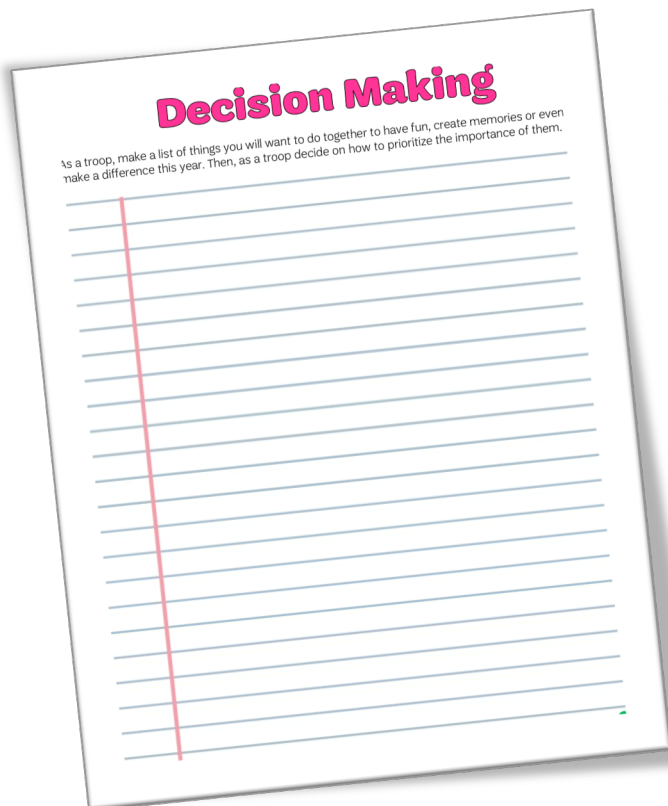 Decision Making
As a troop, make a list of things you will want to do together to have fun, create memories or even
make a difference this year. Then, as a troop decide on how to prioritize the importance of them.